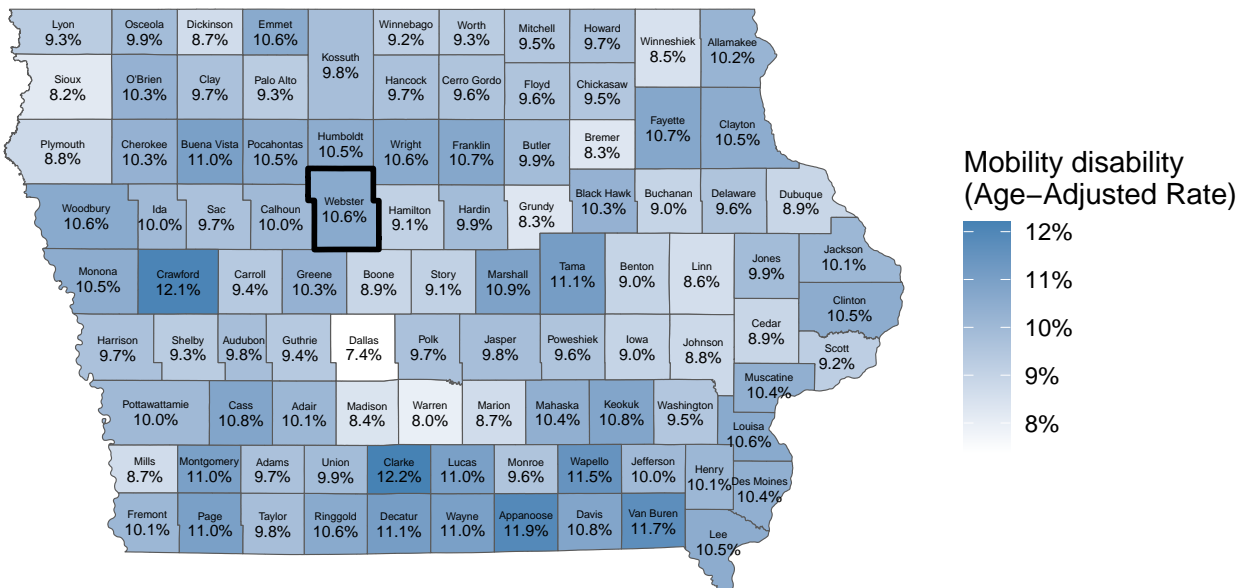 Lyon
9.3%
Osceola
9.9%
Dickinson
8.7%
Emmet
10.6%
Kossuth
9.8%
Winnebago
9.2%
Worth
9.3%
Mitchell
9.5%
Howard
9.7%
Winneshiek
8.5%
Allamakee
10.2%
Sioux
8.2%
O'Brien
10.3%
Clay
9.7%
Palo Alto
9.3%
Hancock
9.7%
Cerro Gordo
9.6%
Floyd
9.6%
Chickasaw
9.5%
Fayette
10.7%
Clayton
10.5%
Plymouth
8.8%
Cherokee
10.3%
Buena Vista
11.0%
Pocahontas
10.5%
Humboldt
10.5%
Wright
10.6%
Franklin
10.7%
Butler
9.9%
Bremer
8.3%
Woodbury
10.6%
Ida
10.0%
Sac
9.7%
Calhoun
10.0%
Webster
10.6%
Hamilton
9.1%
Hardin
9.9%
Grundy
8.3%
Black Hawk
10.3%
Buchanan
9.0%
Delaware
9.6%
Dubuque
8.9%
Monona
10.5%
Crawford
12.1%
Carroll
9.4%
Greene
10.3%
Boone
8.9%
Story
9.1%
Marshall
10.9%
Tama
11.1%
Benton
9.0%
Linn
8.6%
Jones
9.9%
Jackson
10.1%
Clinton
10.5%
Harrison
9.7%
Shelby
9.3%
Audubon
9.8%
Guthrie
9.4%
Dallas
7.4%
Polk
9.7%
Jasper
9.8%
Poweshiek
9.6%
Iowa
9.0%
Johnson
8.8%
Cedar
8.9%
Scott
9.2%
Muscatine
10.4%
Pottawattamie
10.0%
Cass
10.8%
Adair
10.1%
Madison
8.4%
Warren
8.0%
Marion
8.7%
Mahaska
10.4%
Keokuk
10.8%
Washington
9.5%
Louisa
10.6%
Mills
8.7%
Montgomery
11.0%
Adams
9.7%
Union
9.9%
Clarke
12.2%
Lucas
11.0%
Monroe
9.6%
Wapello
11.5%
Jefferson
10.0%
Henry
10.1%
Des Moines
10.4%
Fremont
10.1%
Page
11.0%
Taylor
9.8%
Ringgold
10.6%
Decatur
11.1%
Wayne
11.0%
Appanoose
11.9%
Davis
10.8%
Van Buren
11.7%
Lee
10.5%
Mobility disability
(Age−Adjusted Rate)
12%
11%
10%
9%
8%